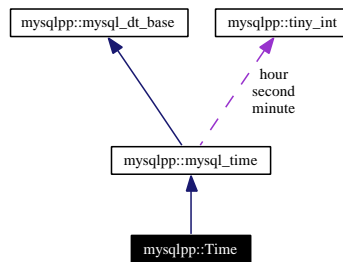 mysqlpp::mysql_dt_base
mysqlpp::tiny_int
hour
second
minute
mysqlpp::mysql_time
mysqlpp::Time